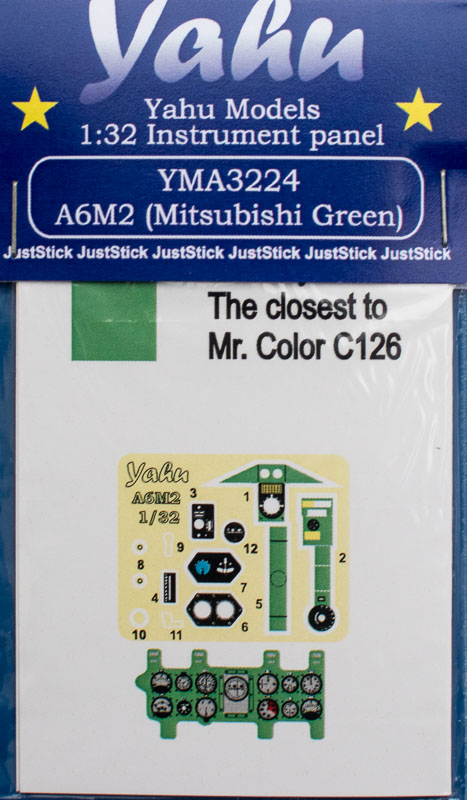 Yahu
Yahu Models
1:32 Instrument panel
YMA3224
A6M2 (Mitsubishi Green)
JustStick JustStick JustStick JustStick JustStick JustStick
The closest to
Mr. Color C126
Yahu
A6M2
1/32
3
1
9
12
2
8
7
4
5
6
10
11